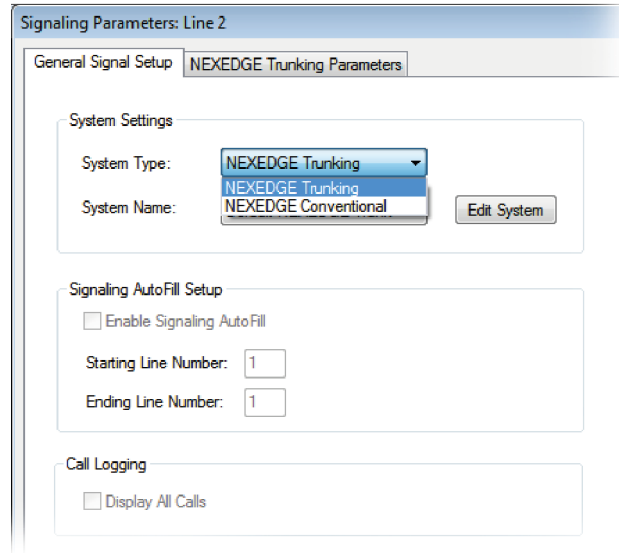 Signaling Parameters: Line 2
General Signal Setup NEXEDGE Trunking Parameters
System Settings
System Type: NEXEDGE Trunking
NEXEDGE Trunking
NEXEDGE Conventional
System Name: Edit System
Signaling AutoFill Setup
Enable Signaling AutoFill
Starting Line Number: 1
Ending Line Number: 1
Call Logging
Display All Calls